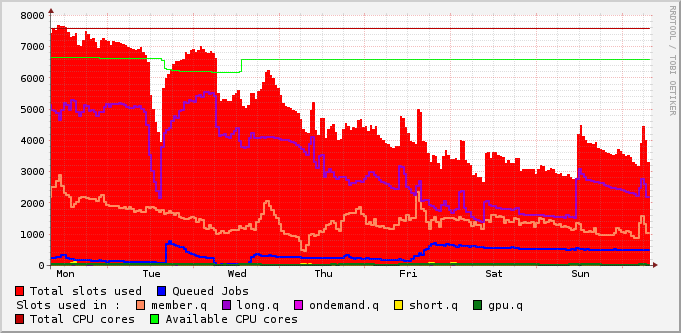 8000
7000
6000
5000
4000
3000
2000
1000
0
Mon Tue Wed Thu Fri Sat Sun
RRDTOOL / TOBI OETIKER
Total slots used Queued Jobs
Slots used in : member.q long.q ondemand.q short.q gpu.q
Total CPU cores Available CPU cores